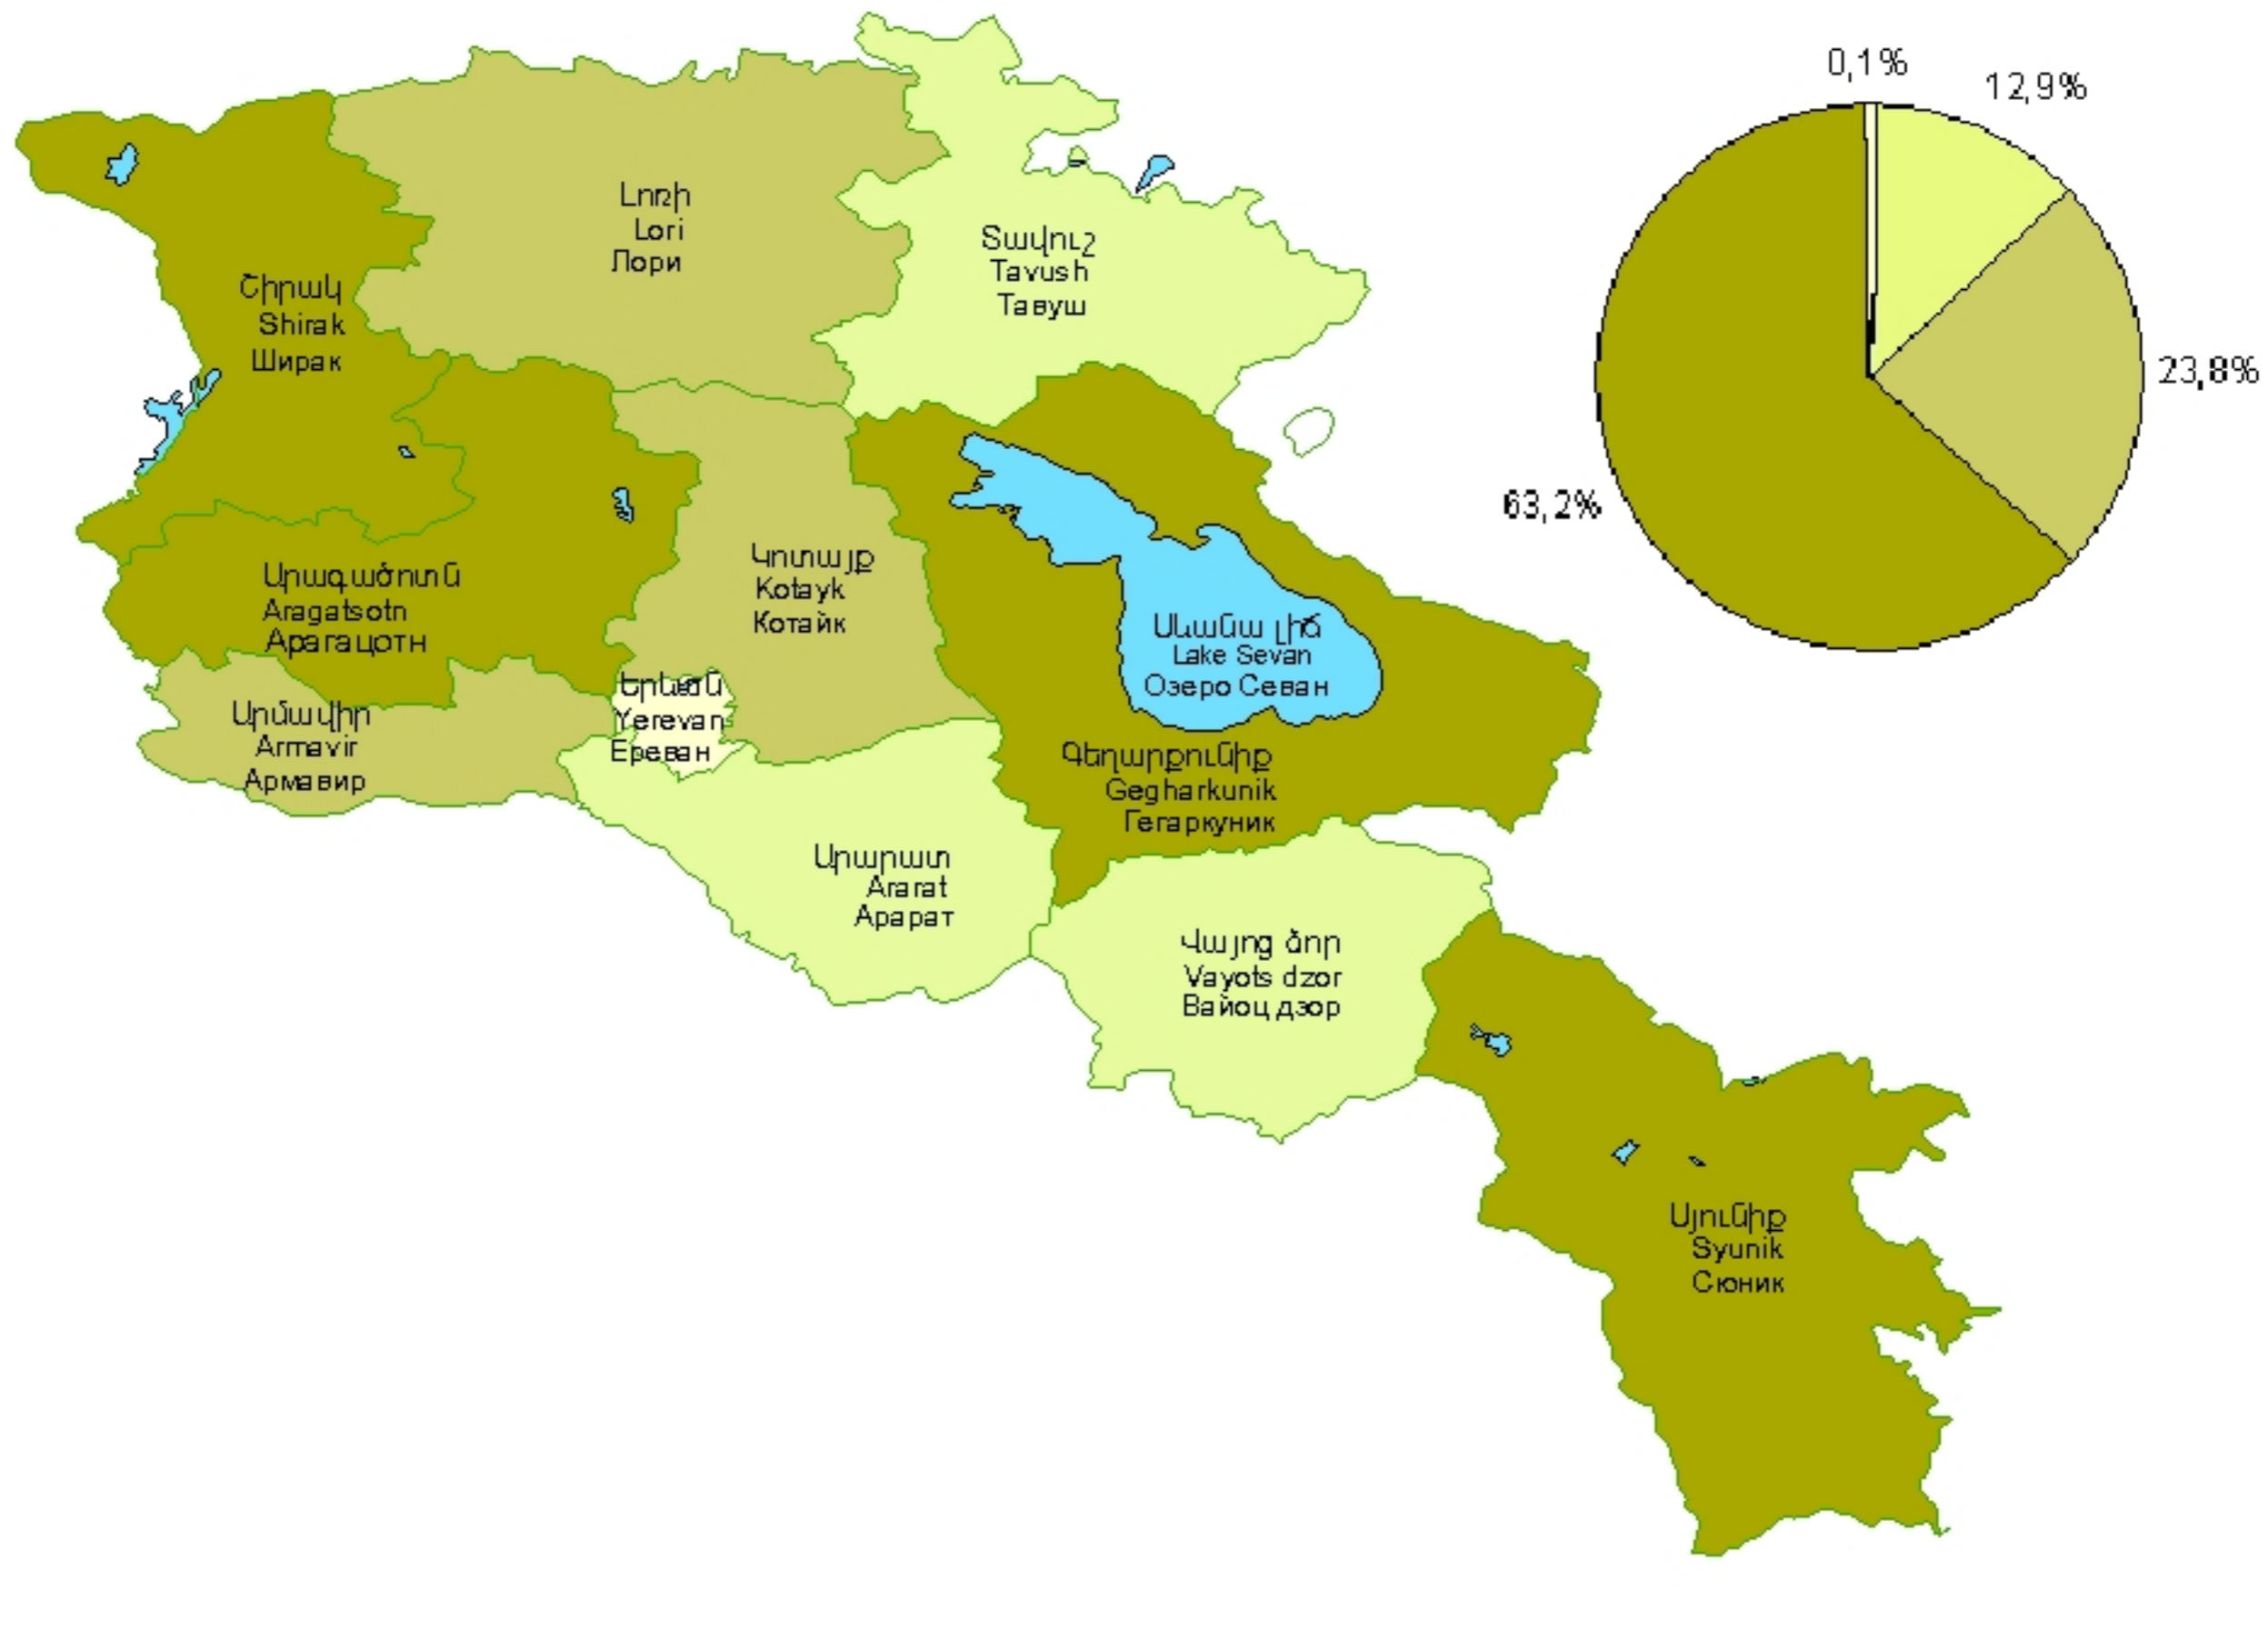 0,1%
12,9%
23,8%
63,2%
Լոռի
Lori
Лори
Տավուշ
Tavush
Тавуш
Շիրակ
Shirak
Ширак
Կոտայք
Kotayk
Котайк
Արագածոտն
Aragatsotn
Арагацотн
Սևանա լիճ
Lake Sevan
Озеро Севан
Երևան
Yerevan
Ереван
Արմավիր
Armavir
Армавир
Գեղարքունիք
Gegharkunik
Гегаркуник
Արարատ
Ararat
Арарат
Վայոց ձոր
Vayots dzor
Вайоц дзор
Սյունիք
Syunik
Сюник